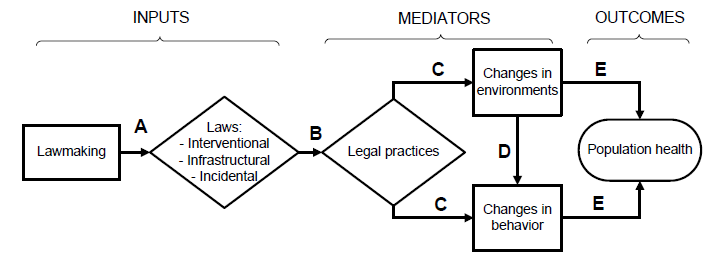 INPUTS
MEDIATORS
OUTCOMES
Lawmaking
A
Laws:
- Interventional
- Infrastructural
- Incidental
B
Legal practices
C
C
Changes in
environments
D
Changes in
behavior
E
E
Population health